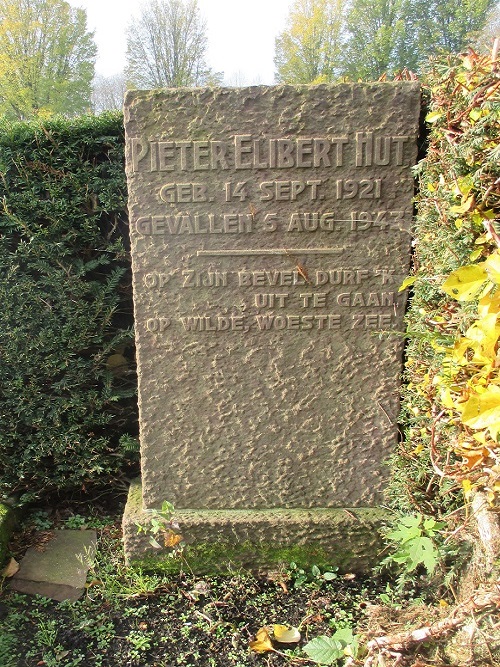 PIETER ELIBERT HUT
GEB. 14 SEPT. 1921
GEVALLEN 5 AUG. 1943
OP ZIJN BEVEL DURF 'K
UIT TE GAAN,
OP WILDE, WOESTE ZEE.